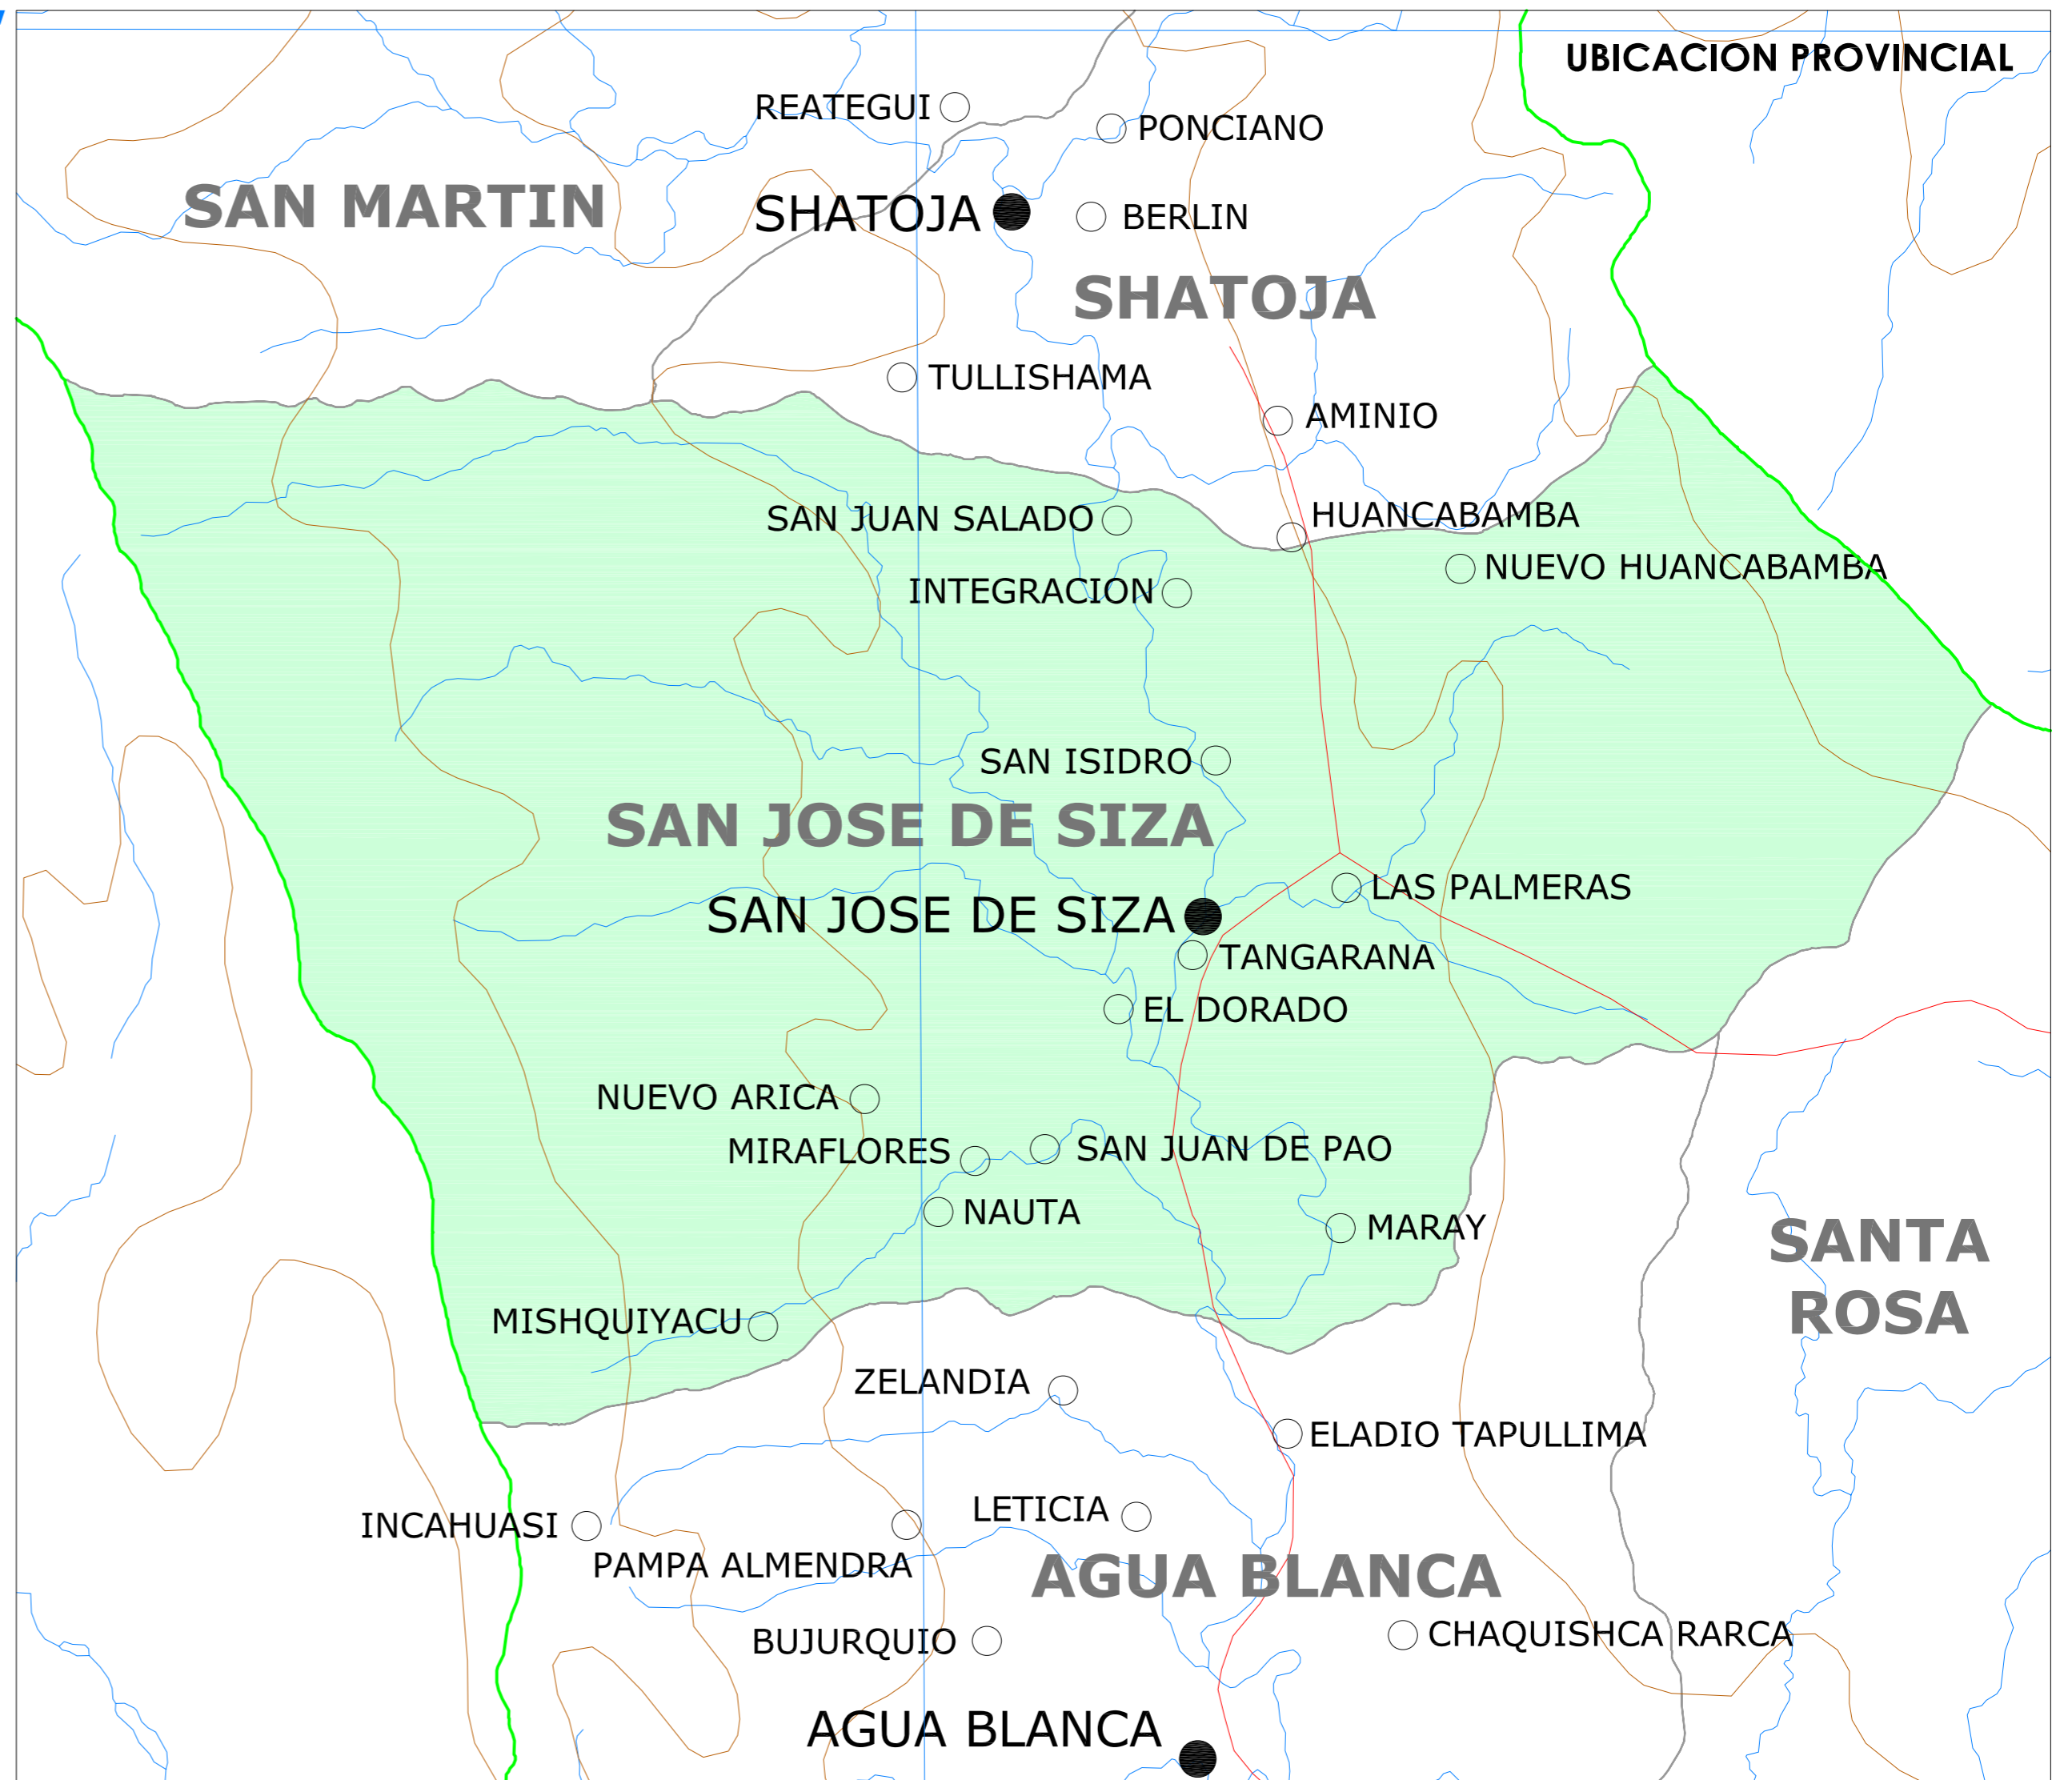 UBICACION PROVINCIAL
REATEGUI
PONCIANO
SAN MARTIN
SHATOJA
BERLIN
SHATOJA
TULLISHAMA
AMINIO
SAN JUAN SALADO
HUANCABAMBA
NUEVO HUANCABAMBA
INTEGRACION
SAN ISIDRO
SAN JOSE DE SIZA
LAS PALMERAS
SAN JOSE DE SIZA
TANGARANA
EL DORADO
NUEVO ARICA
MIRAFLORES
SAN JUAN DE PAO
NAUTA
MARAY
SANTA
ROSA
MISHQUIYACU
ZELANDIA
ELADIO TAPULLIMA
LETICIA
INCAHUASI
PAMPA ALMENDRA
AGUA BLANCA
BUJURQUIO
CHAQUISHCA RARCA
AGUA BLANCA